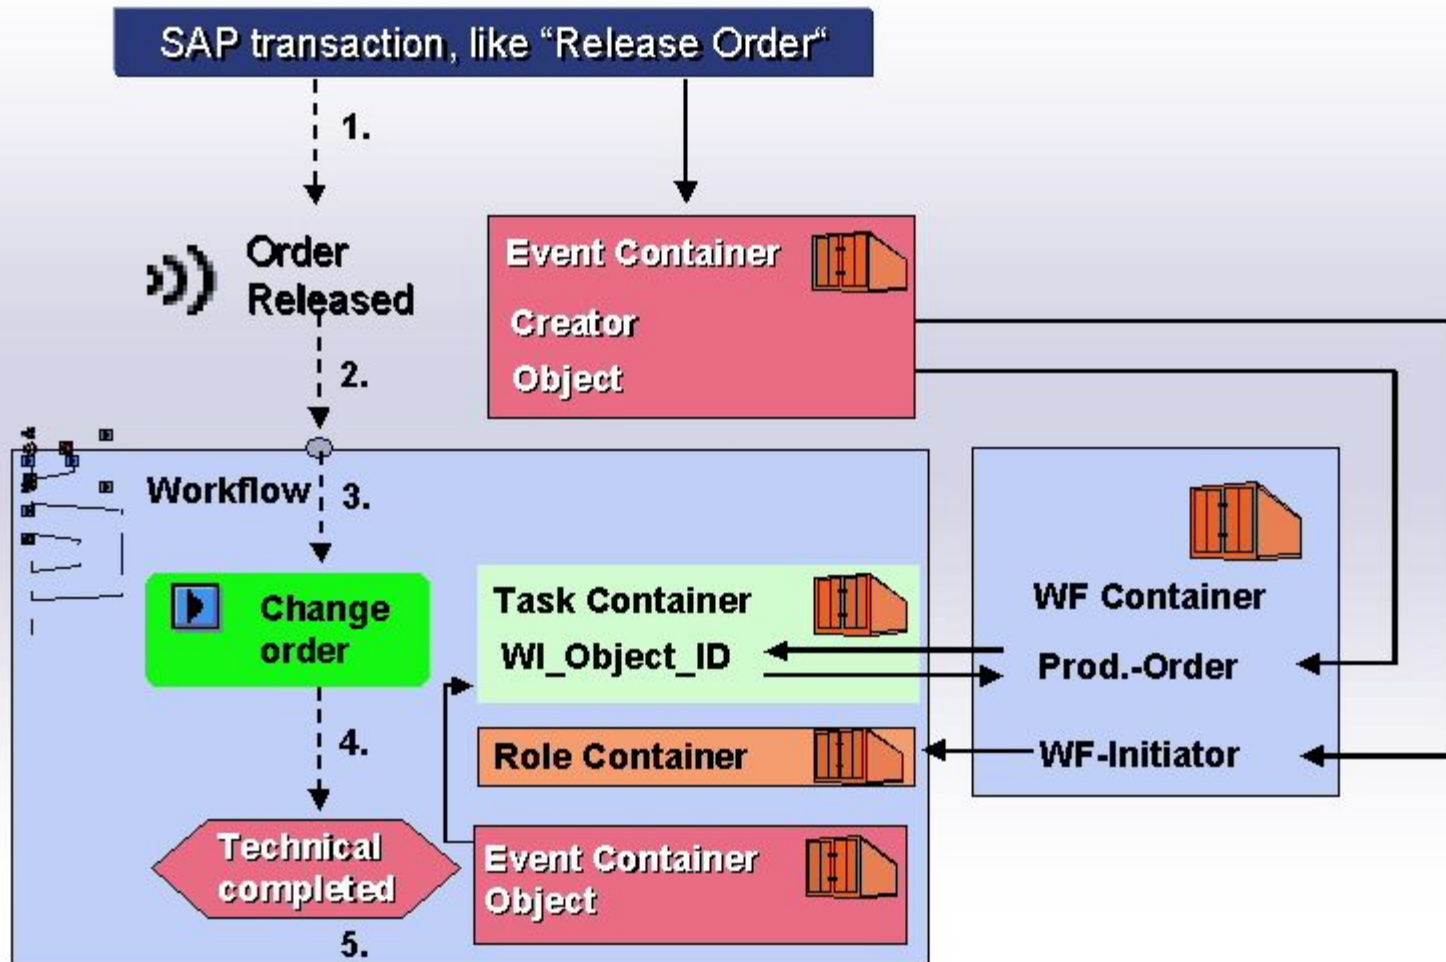 SAP transaction, like “Release Order“
1.
Order
Released
2.
Event Container
Creator
Object
Workflow
3.
Change
order
4.
Technical
completed
5.
Task Container
WI_Object_ID
Role Container
Event Container
Object
WF Container
Prod.-Order
WF-Initiator